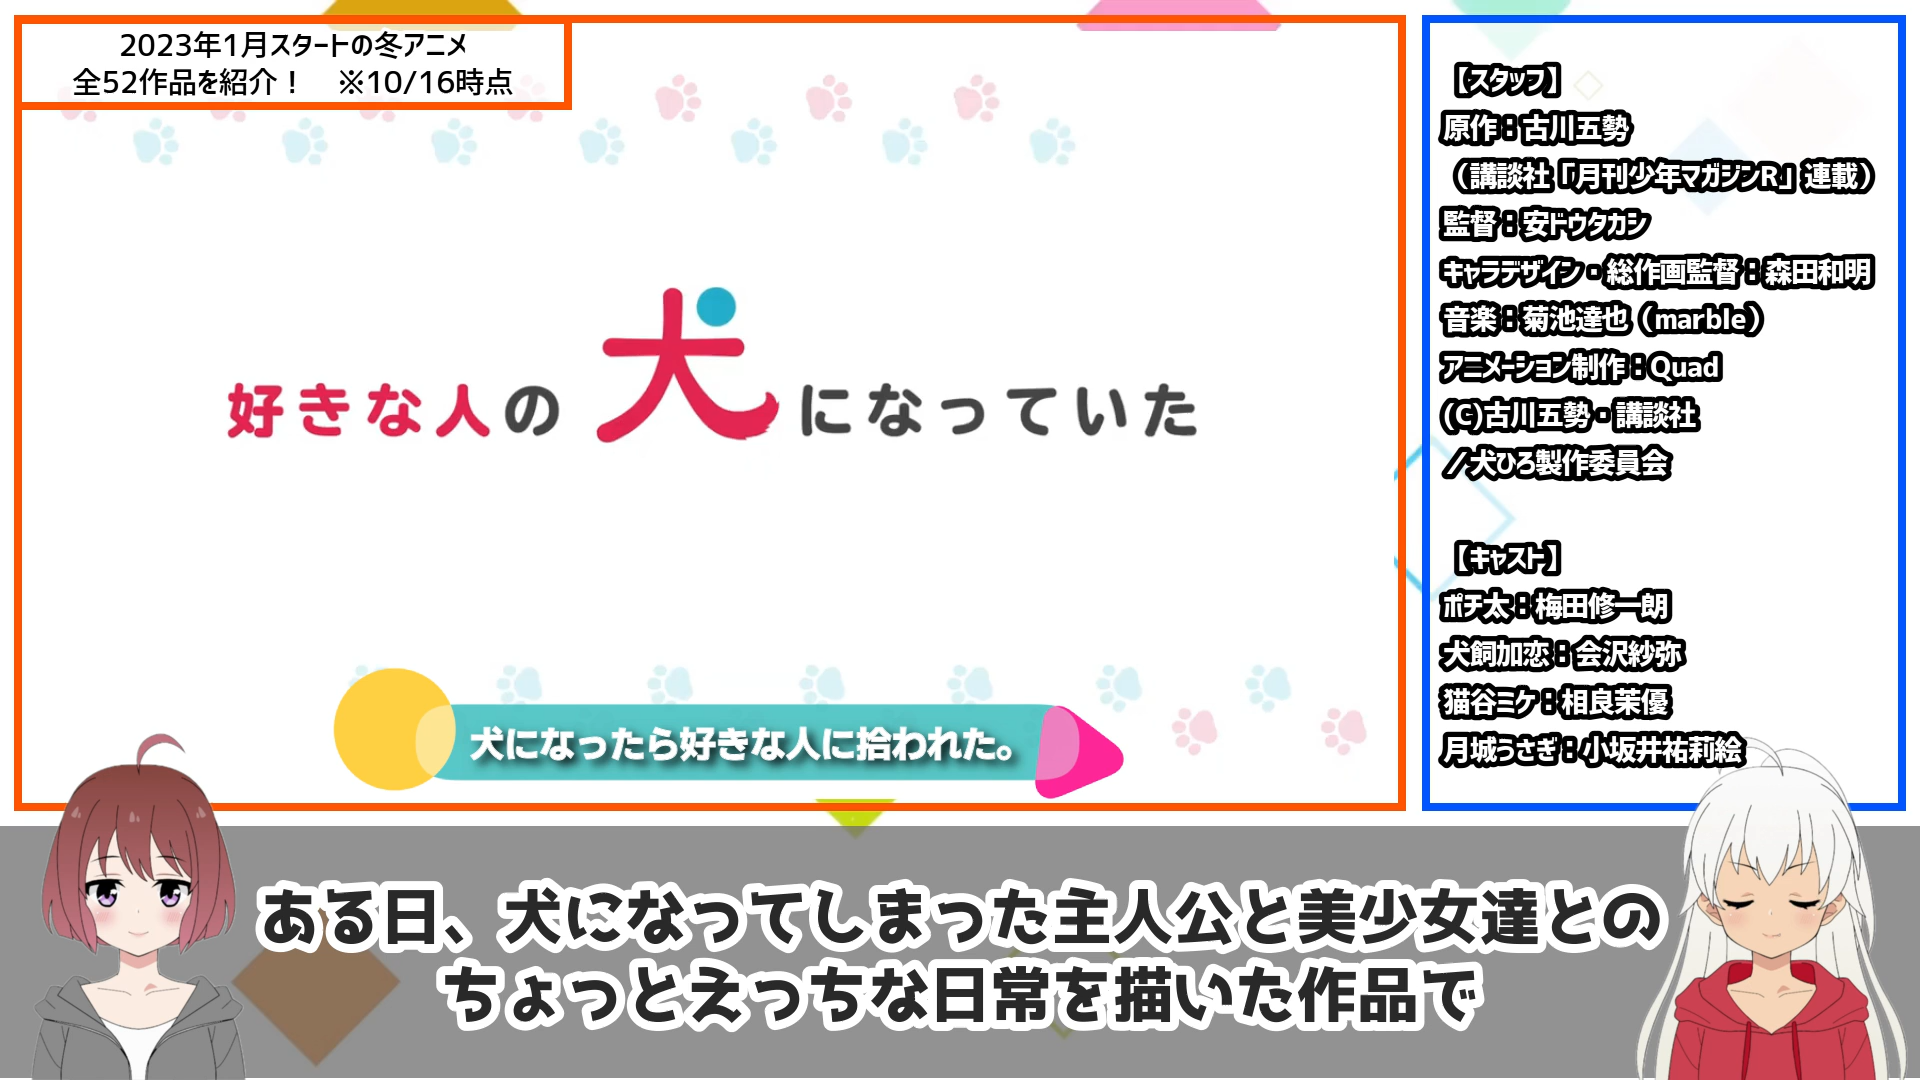 2023年1月スタートの冬アニメ
全52作品を紹介！　※10/16時点
好きな人の犬になっていた
犬になったら好きな人に拾われた。
【スタッフ】
原作：古川五勢
（講談社「月刊少年マガジンR」連載）
監督：安ドウタカシ
キャラデザイン・総作画監督：森田和明
音楽：菊池達也（marble）
アニメーション制作：Quad
(C)古川五勢・講談社
／犬ひろ製作委員会
【キャスト】
ポチ太：梅田修一朗
犬飼加恋：会沢紗弥
猫谷ミケ：相良茉優
月城うさぎ：小坂井祐莉絵
ある日、犬になってしまった主人公と美少女達との
ちょっとえっちな日常を描いた作品で